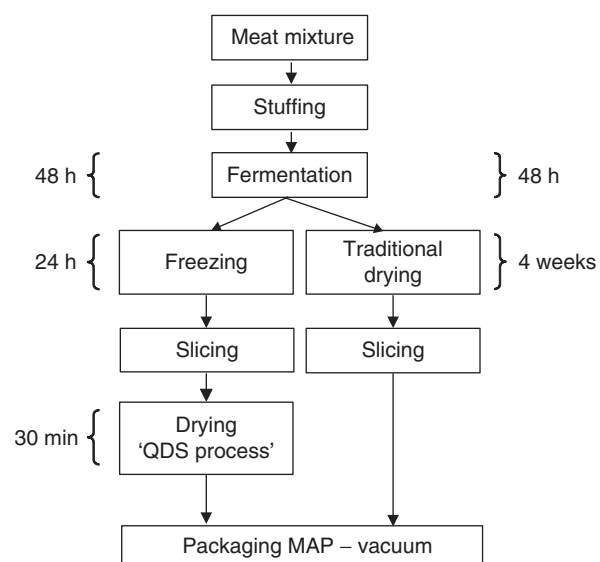 Meat mixture
Stuffing
48 h
Fermentation
48 h
24 h
Freezing
Traditional
drying
4 weeks
Slicing
Slicing
30 min
Drying
‘QDS process’
Packaging MAP – vacuum